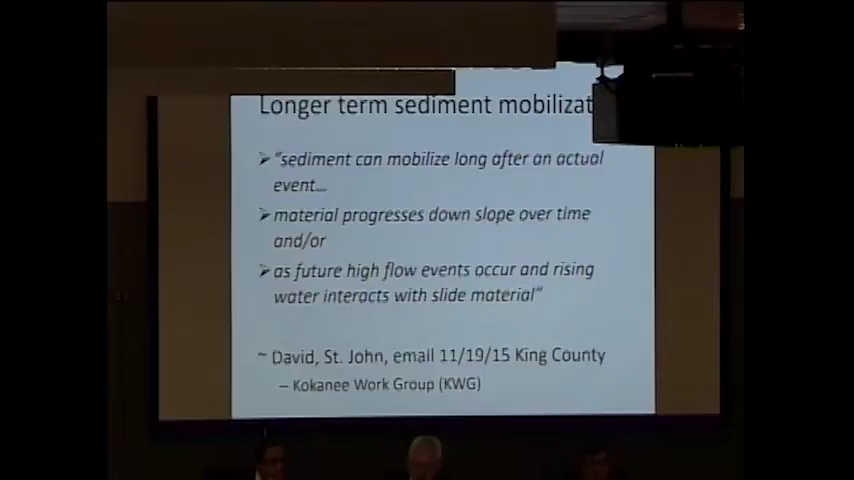 Longer term sediment mobilizat
➢ "sediment can mobilize long after an actual
event...
➢ material progresses down slope over time
and/or
➢ as future high flow events occur and rising
water interacts with slide material"
~ David, St. John, email 11/19/15 King County
– Kokanee Work Group (KWG)